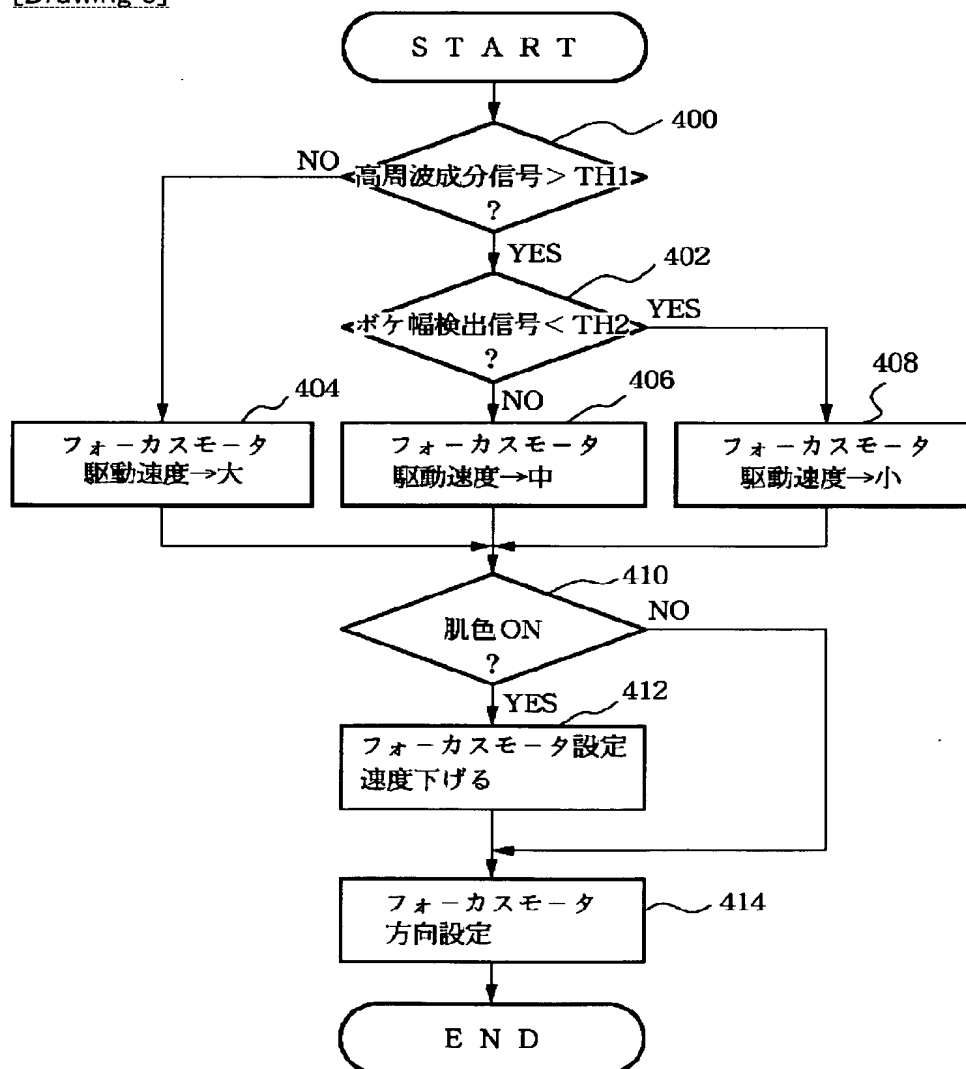 S T A R T
400
NO
高周波成分信号>TH1
?
YES
402
ボケ幅検出信号<TH2
YES
?
404
NO
406
408
フォーカスモータ
駆動速度→大
フォーカスモータ
駆動速度→中
フォーカスモータ
駆動速度→小
410
NO
肌色ON
?
YES
412
フォーカスモータ設定
速度下げる
フォーカスモータ
方向設定
414
E N D